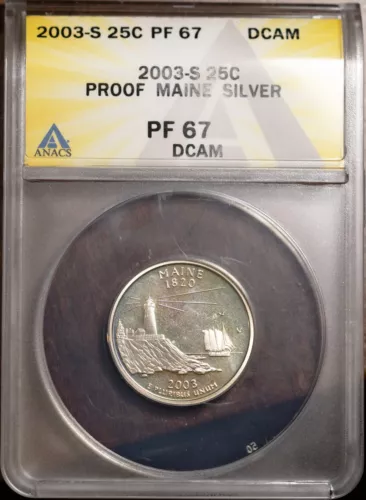 2003-S 25C PF 67 DCAM
2003-S 25C
PROOF MAINE SILVER
PF 67
DCAM
ANACS
MAINE
1820
2003
E PLURIBUS UNUM
50